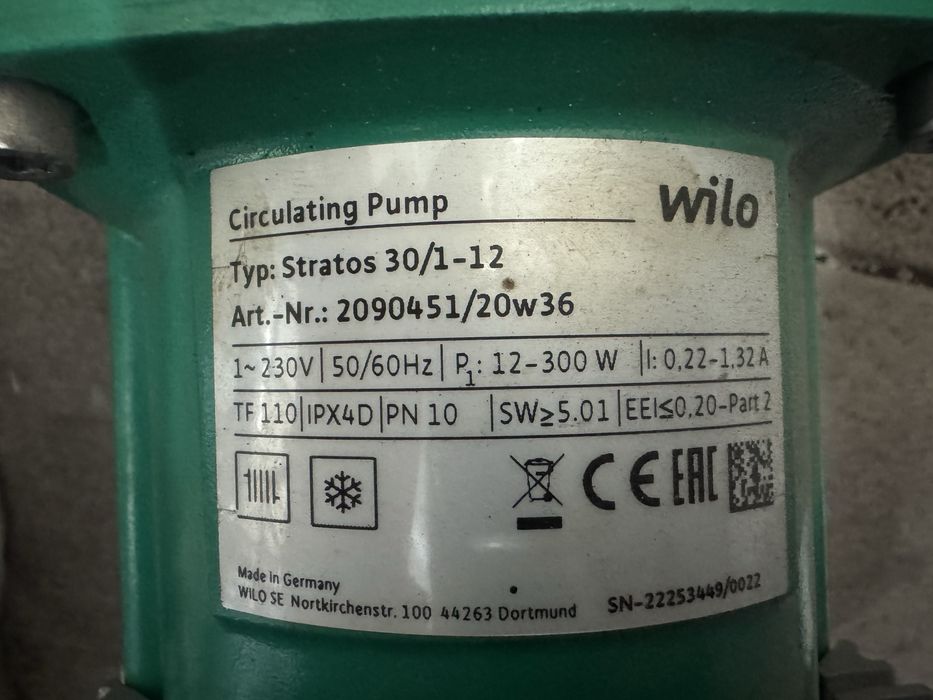 Circulating Pump
wilo
Typ: Stratos 30/1-12
Art.-Nr.: 2090451/20w36
1~ 230V | 50/60Hz | P₁: 12-300 W | I: 0,22-1,32 A
TF 110 | IPX4D | PN 10 | SW≥5.01 | EEI≤0,20-Part 2
CE EAC
Made in Germany
WILO SE Nortkirchenstr. 100 44263 Dortmund
SN-22253449/0022